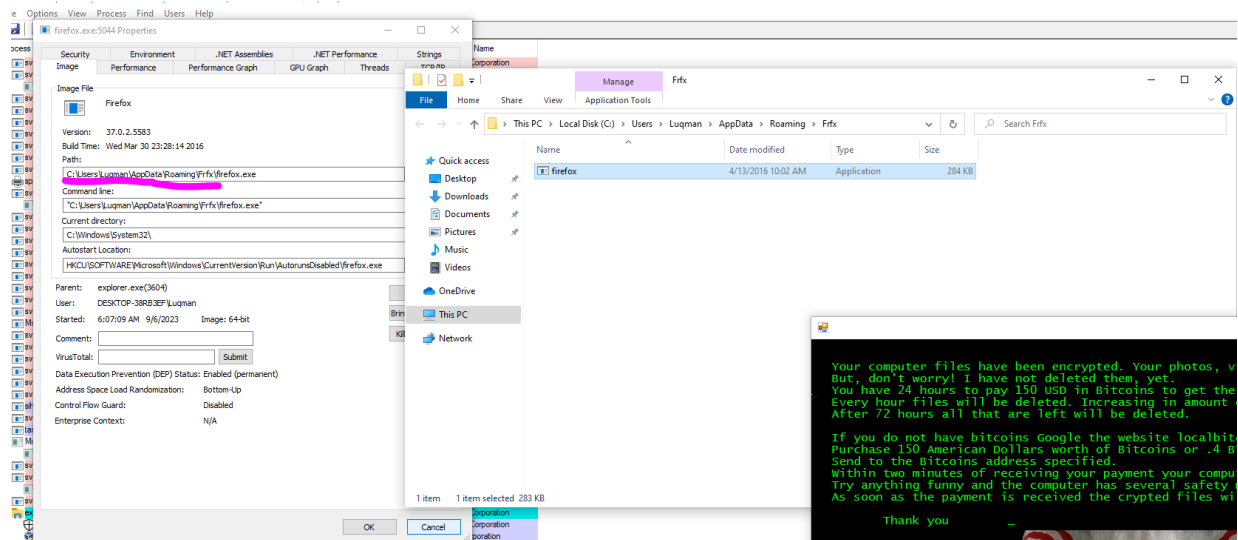 Options View Process Find Users Help
firefox.exe:5044 Properties
Name
Corporation
Security Environment .NET Assemblies .NET Performance Strings
Image Performance Performance Graph GPU Graph Threads TCP/IP
Image File
Firefox
Version: 37.0.2.5583
Build Time: Wed Mar 30 23:28:14 2016
Path:
C:\Users\Luqman\AppData\Roaming\Frfx\firefox.exe
Command line:
"C:\Users\Luqman\AppData\Roaming\Frfx\firefox.exe"
Current directory:
C:\Windows\System32\
Autostart Location:
HKCU\SOFTWARE\Microsoft\Windows\CurrentVersion\Run\AutorunsDisabled\firefox.exe
Parent: explorer.exe(3604)
User: DESKTOP-38RB3EF\Luqman
Started: 6:07:09 AM 9/6/2023 Image: 64-bit
Comment:
VirusTotal: Submit
Data Execution Prevention (DEP) Status: Enabled (permanent)
Address Space Load Randomization: Bottom-Up
Control Flow Guard: Disabled
Enterprise Context: N/A
OK Cancel
Corporation
Corporation
Manage Frfx
File Home Share View Application Tools
This PC > Local Disk (C:) > Users > Luqman > AppData > Roaming > Frfx
Search Frfx
Name Date modified Type Size
firefox 4/13/2016 10:02 AM Application 284 KB
Quick access
Desktop
Downloads
Documents
Pictures
Music
Videos
OneDrive
This PC
Network
1 item 1 item selected 283 KB
Your computer files have been encrypted. Your photos,
But, don't worry! I have not deleted them, yet.
You have 24 hours to pay 150 USD in Bitcoins to get the
Every hour files will be deleted. Increasing in amount
After 72 hours all that are left will be deleted.
If you do not have bitcoins Google the website
Purchase 150 American Dollars worth of Bitcoins or .4
Send to the Bitcoins address specified.
Within two minutes of receiving your payment your
Try anything funny and the computer has several safety
As soon as the payment is received the crypted files
Thank you _